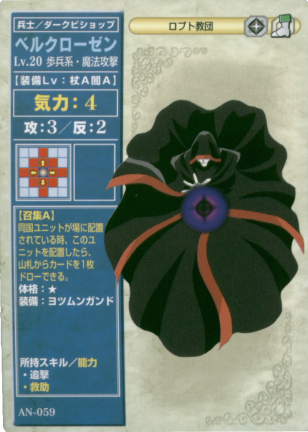 兵士／ダークビショップ
ロプト教団
ベルクローゼン
Lv.20 歩兵系・魔法攻撃
【装備Lv：杖A闇A】
気力：4
攻：3／反：2
【召集A】
同国ユニットが場に配置
されている時、このユ
ニットを配置したら、
山札からカードを1枚
ドローできる。
体格：★
装備：ヨツムンガンド
所持スキル／能力
・追撃
・救助
AN-059